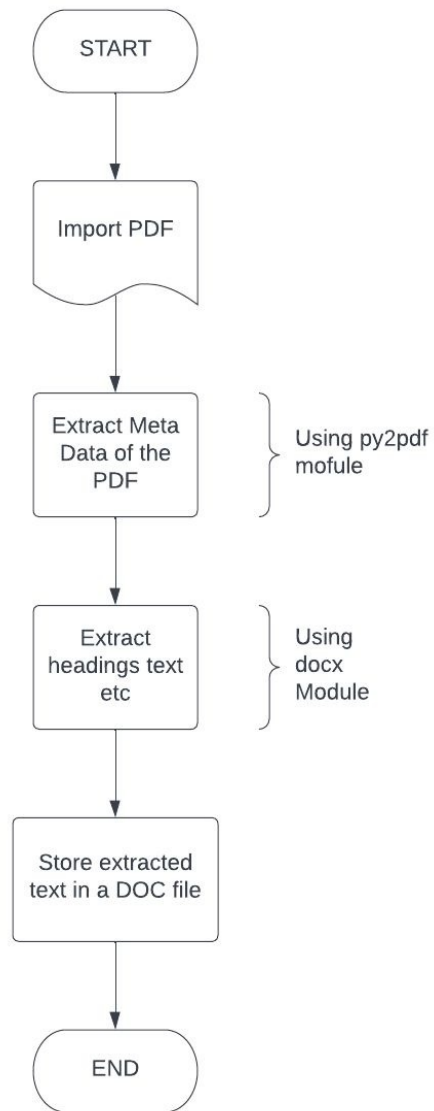 START
Import PDF
Extract Meta
Data of the
PDF
Using py2pdf
mofule
Extract
headings text
etc
Using
docx
Module
Store extracted
text in a DOC file
END